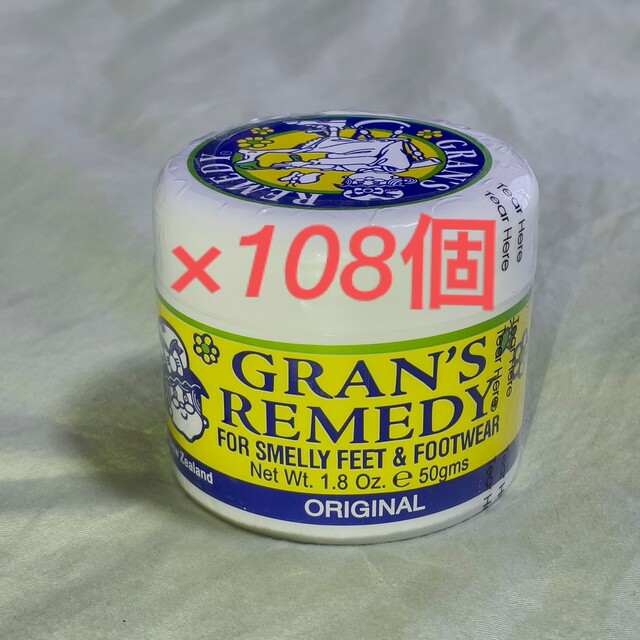 GRAN'S
REMEDY
Tear Here
Tear Here
×108個
Tear Here
Tear Here
GRAN'S
REMEDY
FOR SMELLY FEET & FOOTWEAR
Net Wt. 1.8 Oz. ℮ 50gms
Zealand
ORIGINAL